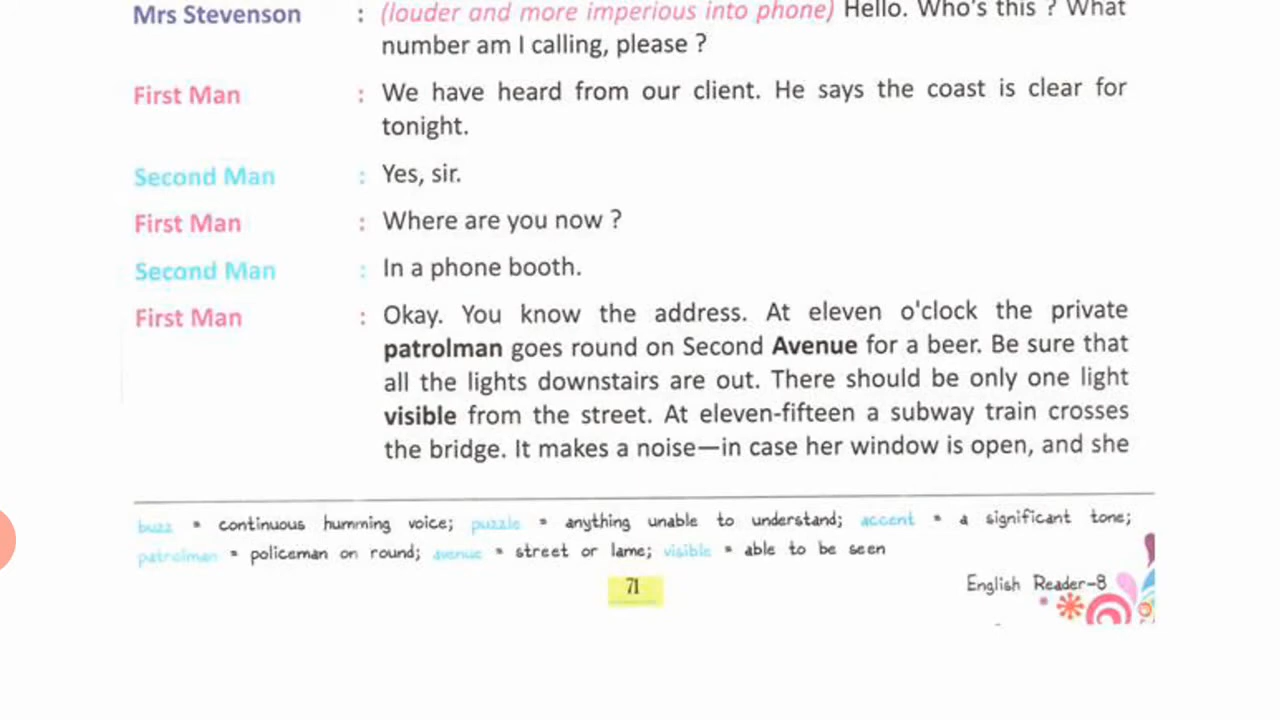 Mrs Stevenson : (louder and more imperious into phone) Hello. Who's this ? What
number am I calling, please ?
First Man : We have heard from our client. He says the coast is clear for
tonight.
Second Man : Yes, sir.
First Man : Where are you now ?
Second Man : In a phone booth.
First Man : Okay. You know the address. At eleven o'clock the private
patrolman goes round on Second Avenue for a beer. Be sure that
all the lights downstairs are out. There should be only one light
visible from the street. At eleven-fifteen a subway train crosses
the bridge. It makes a noise—in case her window is open, and she
buzz = continuous humming voice; puzzle = anything unable to understand; accent = a significant tone;
patrolman = policeman on round; avenue = street or lame; visible = able to be seen
71
English Reader-8